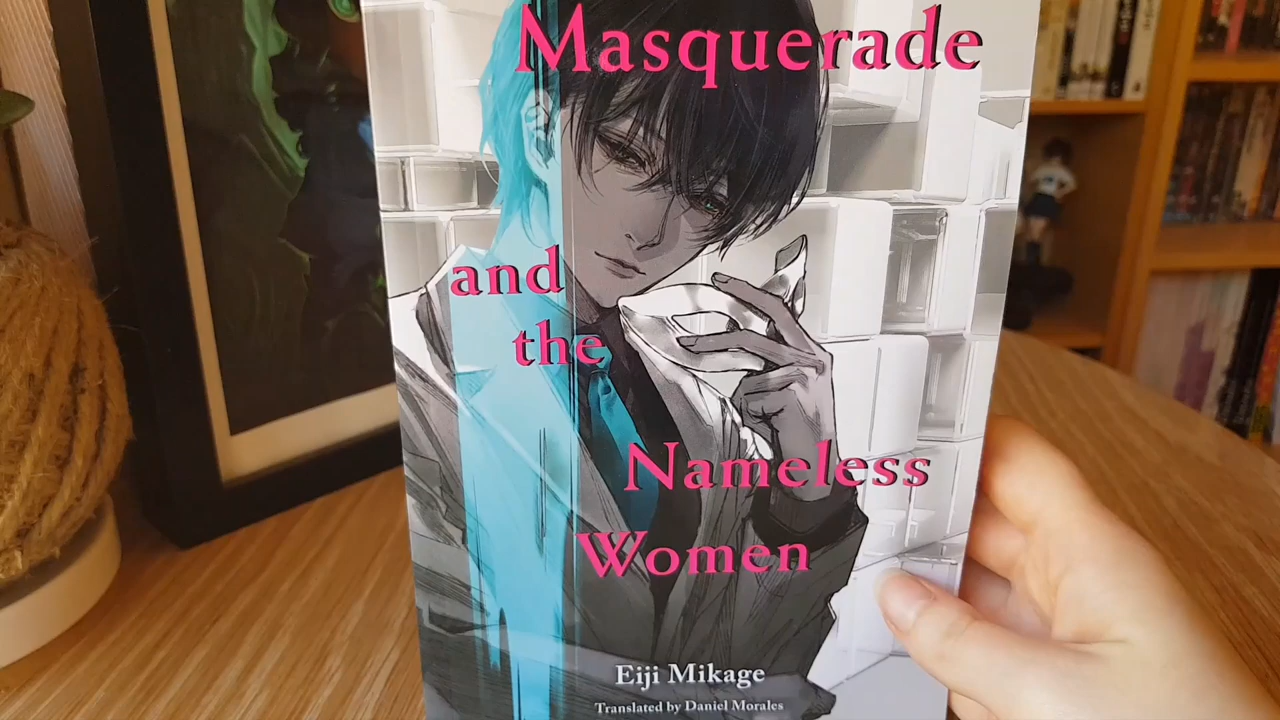 Masquerade
and
the
Nameless
Women
Eiji Mikage
Translated by Daniel Morales